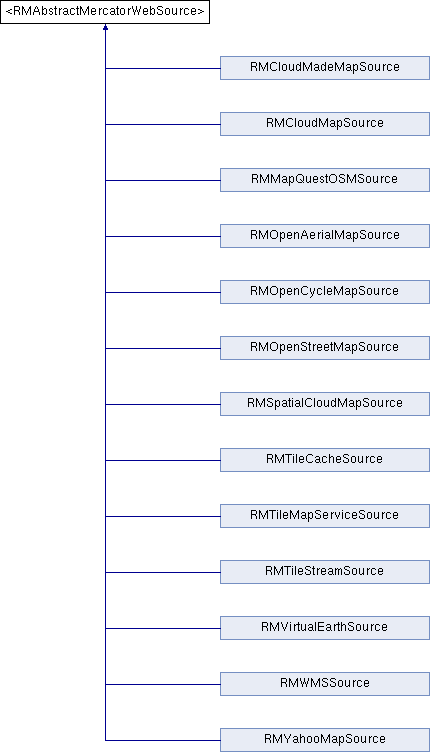 <RMAbstractMercatorWebSource>
RMCloudMadeMapSource
RMCloudMapSource
RMMapQuestOSMSource
RMOpenAerialMapSource
RMOpenCycleMapSource
RMOpenStreetMapSource
RMSpatialCloudMapSource
RMTileCacheSource
RMTileMapServiceSource
RMTileStreamSource
RMVirtualEarthSource
RMWMSSource
RMYahooMapSource